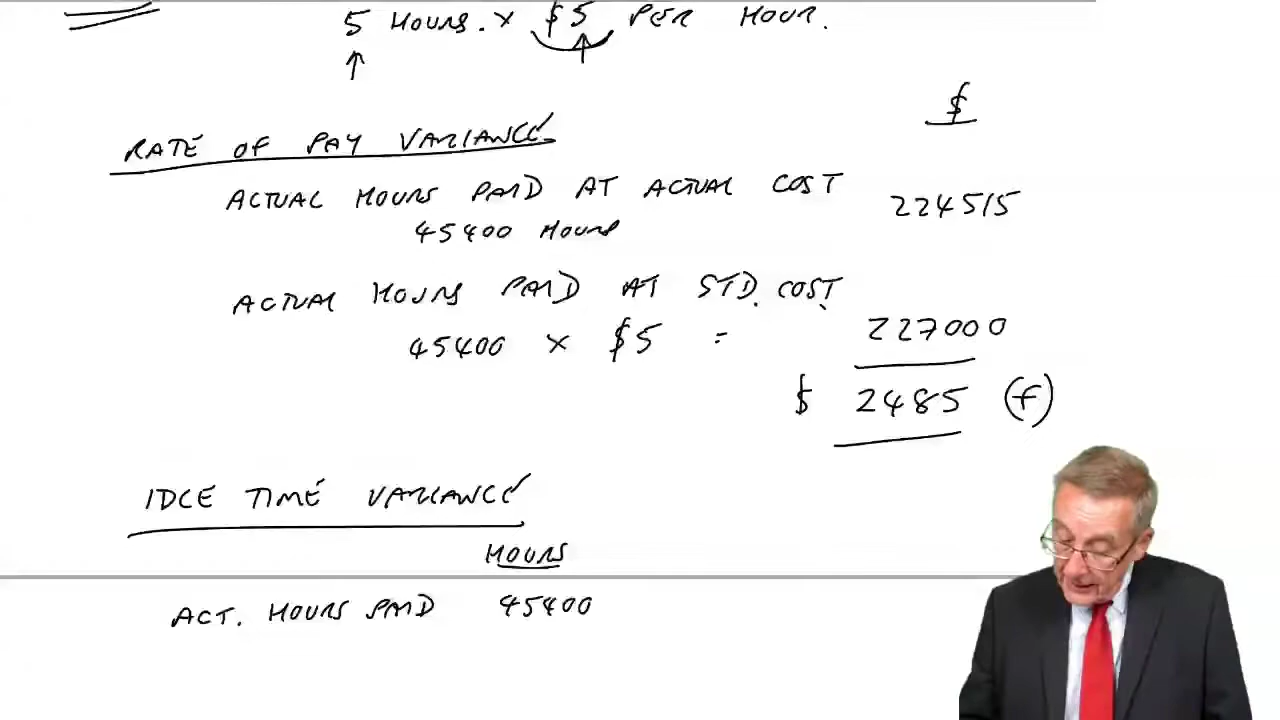 5 HOURS. × $5 PER HOUR.
$
RATE OF PAY VARIANCE
ACTUAL HOURS PAID AT ACTUAL COST 224515
45400 HOURS
ACTUAL HOURS PAID AT STD. COST
45400 × $5 = 227000
$ 2485 (f)
IDLE TIME VARIANCE
HOURS
ACT. HOURS PAID 45400